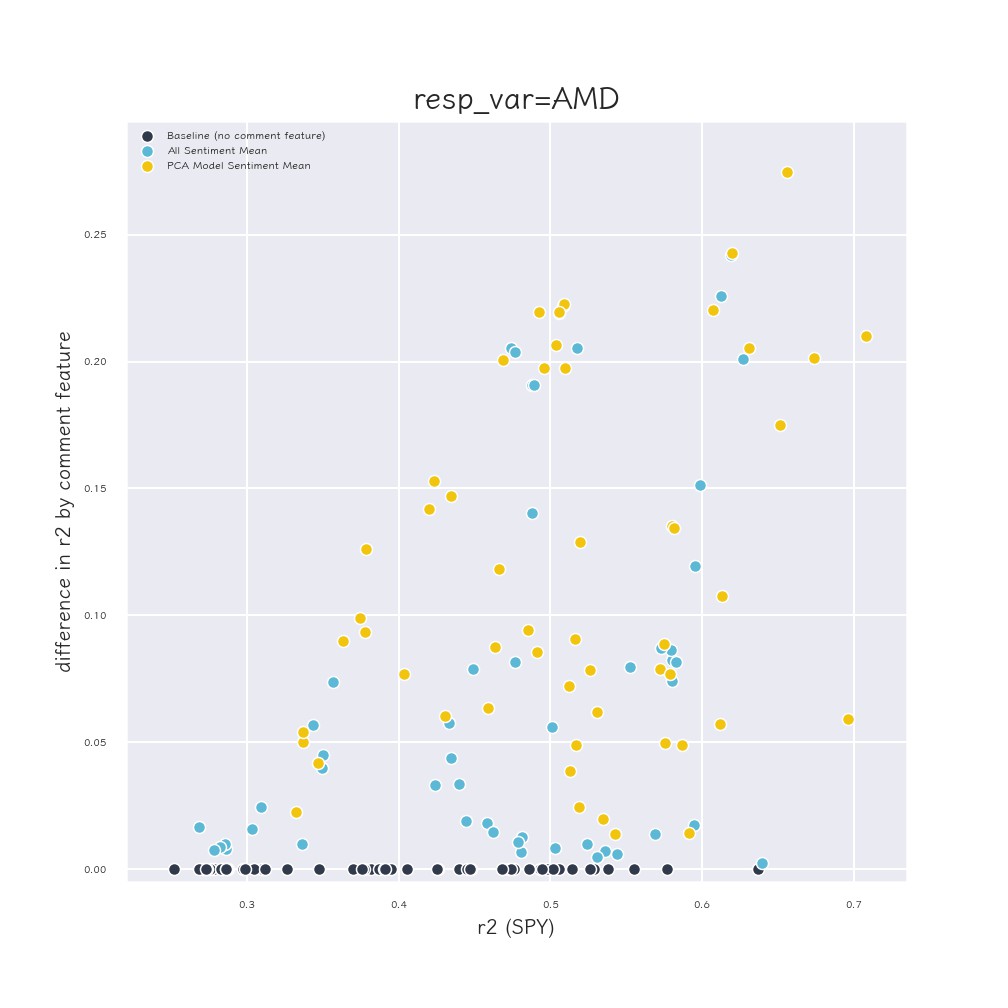 resp_var=AMD
Baseline (no comment feature)
All Sentiment Mean
PCA Model Sentiment Mean
0.25
0.20
0.15
0.10
0.05
0.00
difference in r2 by comment feature
0.3 0.4 0.5 0.6 0.7
r2 (SPY)